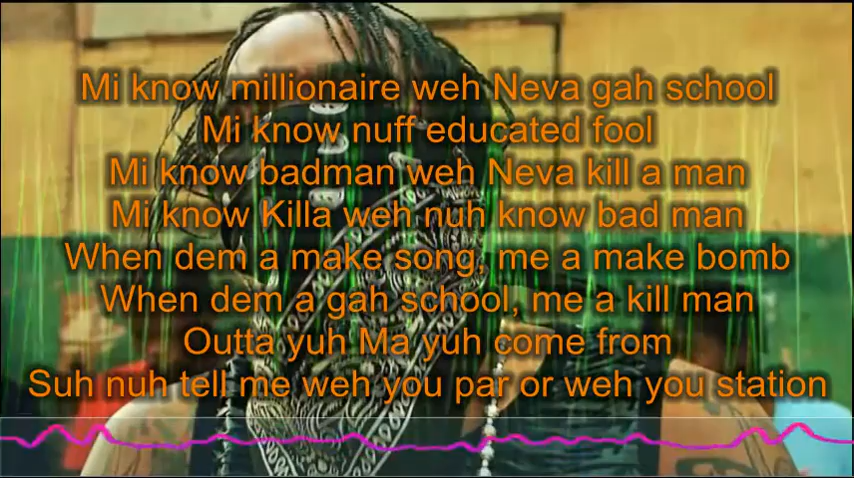 Mi know millionaire weh Neva gah school
Mi know nuff educated fool
Mi know badman weh Neva kill a man
Mi know Killa weh nuh know bad man
When dem a make song, me a make bomb
When dem a gah school, me a kill man
Outta yuh Ma yuh come from
Suh nuh tell me weh you par or weh you station